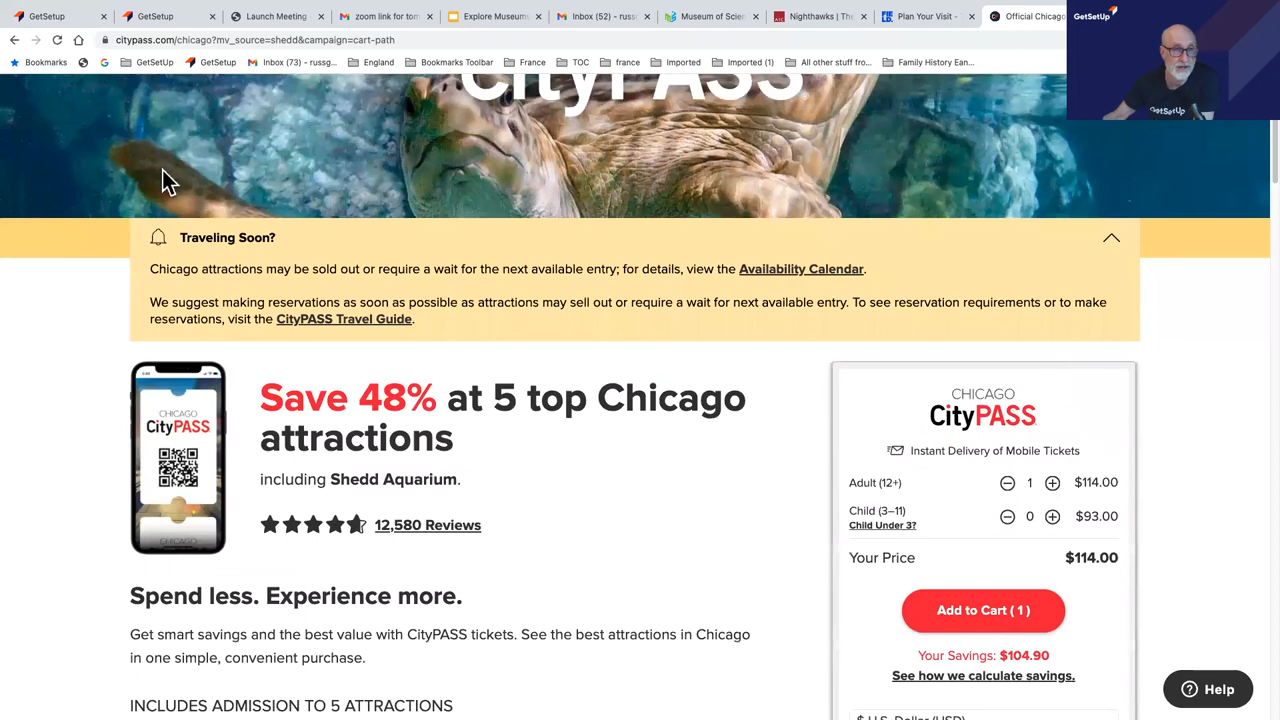 GetSetUp
GetSetUp
Launch Meeting
zoom link for tom
Explore Museums
Inbox (52) - russg
Museum of Scien
Nighthawks | The
Plan Your Visit -
Official Chicago
GetSetUp
citypass.com/chicago?mv_source=shedd&campaign=cart-path
Bookmarks
GetSetUp
GetSetup
Inbox (73) - russg...
England
Bookmarks Toolbar
France
TOC
france
Imported
Imported (1)
All other stuff fro...
Family History Ean...
GetSetUp
CityPASS
Traveling Soon?
Chicago attractions may be sold out or require a wait for the next available entry; for details, view the Availability Calendar.
We suggest making reservations as soon as possible as attractions may sell out or require a wait for next available entry. To see reservation requirements or to make
reservations, visit the CityPASS Travel Guide.
CHICAGO
CityPASS
CHICAGO
Save 48% at 5 top Chicago
attractions
including Shedd Aquarium.
12,580 Reviews
CHICAGO
CityPASS
Instant Delivery of Mobile Tickets
Adult (12+) 1 $114.00
Child (3–11) 0 $93.00
Child Under 3?
Your Price $114.00
Add to Cart ( 1 )
Your Savings: $104.90
See how we calculate savings.
$ U.S. Dollar (USD)
Spend less. Experience more.
Get smart savings and the best value with CityPASS tickets. See the best attractions in Chicago
in one simple, convenient purchase.
INCLUDES ADMISSION TO 5 ATTRACTIONS
Help